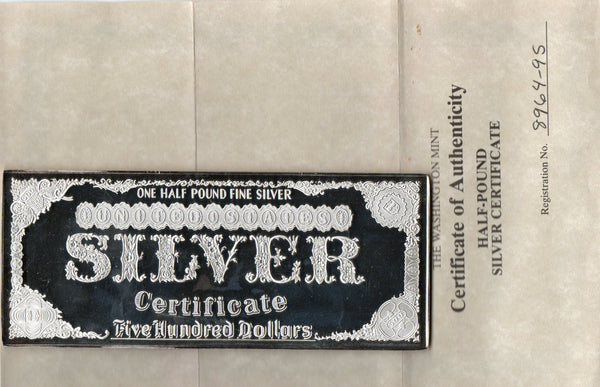 ONE HALF POUND FINE SILVER
UNITED STATES
SILVER
Certificate
Five Hundred Dollars
THE WASHINGTON MINT
Certificate of Authenticity
HALF-POUND
SILVER CERTIFICATE
Registration No. 8964-95